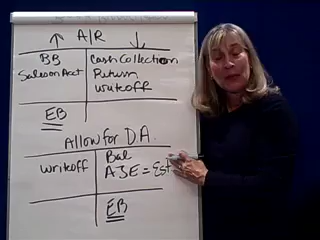 ↑ A/R ↓
BB Cash Collection
Sales on Acct Return
writeoff
EB
Allow for D.A.
writeoff Bal
AJE = Est
EB